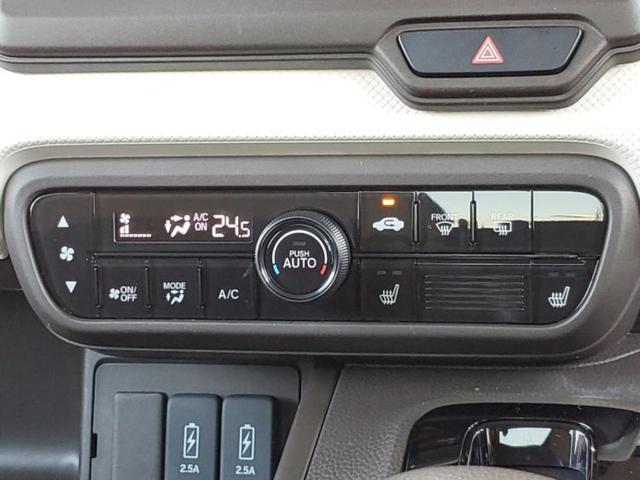 A/C
ON
24.5
FRONT
REAR
PUSH
AUTO
ON/
OFF
MODE
A/C
2.5A
2.5A